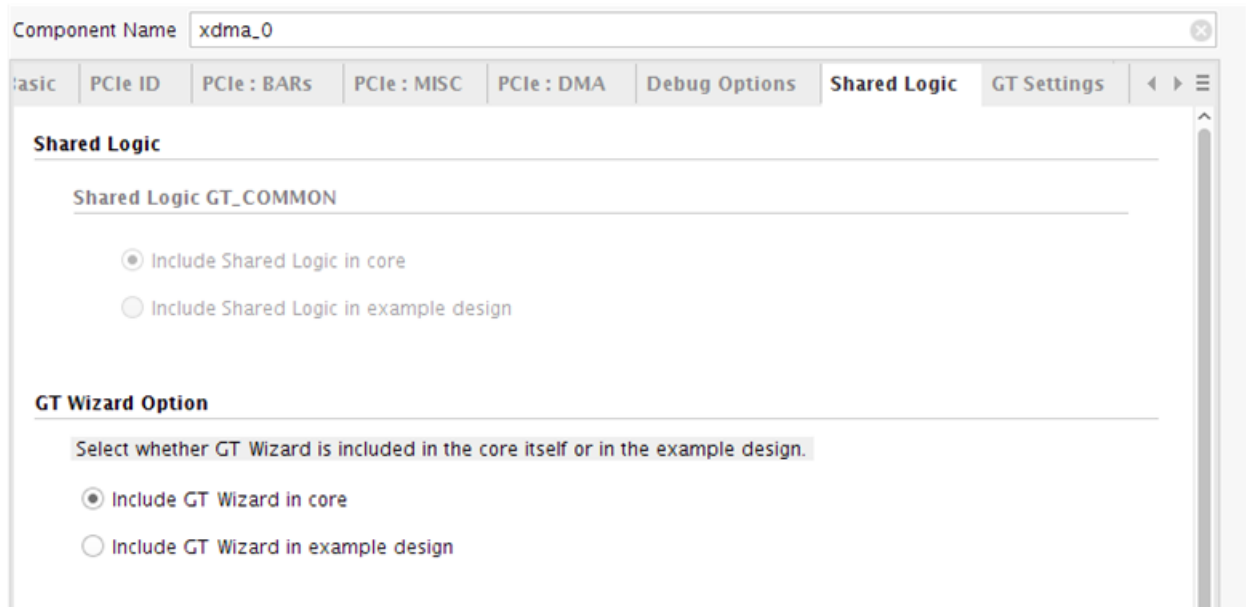 Component Name xdma_0
asic PCIe ID PCIe : BARs PCIe : MISC PCIe : DMA Debug Options Shared Logic GT Settings
Shared Logic
Shared Logic GT_COMMON
Include Shared Logic in core
Include Shared Logic in example design
GT Wizard Option
Select whether GT Wizard is included in the core itself or in the example design.
Include GT Wizard in core
Include GT Wizard in example design